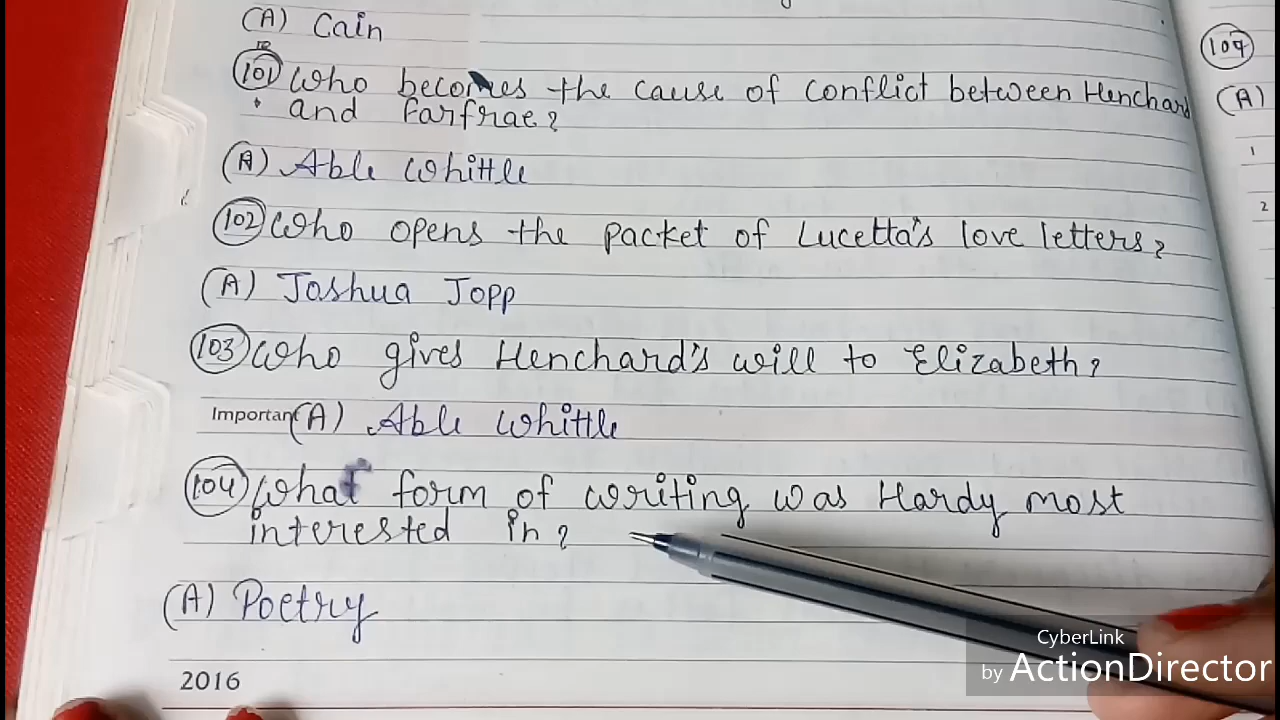 (A) Cain
101 Who becomes the cause of conflict between Henchard
and Farfrae?
(A) Able Whittle
102 Who opens the packet of Lucetta's love letters?
(A) Joshua Jopp
103 Who gives Henchard's will to Elizabeth?
Important (A) Able Whittle
104 What form of writing was Hardy most
interested in?
(A) Poetry
2016
107
(A)
1
2
CyberLink
by ActionDirector